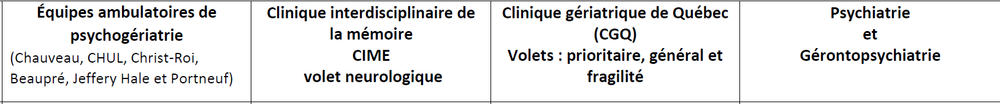 Équipes ambulatoires de
psychogériatrie
(Chauveau, CHUL, Christ-Roi,
Beaupré, Jeffery Hale et Portneuf)
Clinique interdisciplinaire de
la mémoire
CIME
volet neurologique
Clinique gériatrique de Québec
(CGQ)
Volets : prioritaire, général et
fragilité
Psychiatrie
et
Gérontopsychiatrie